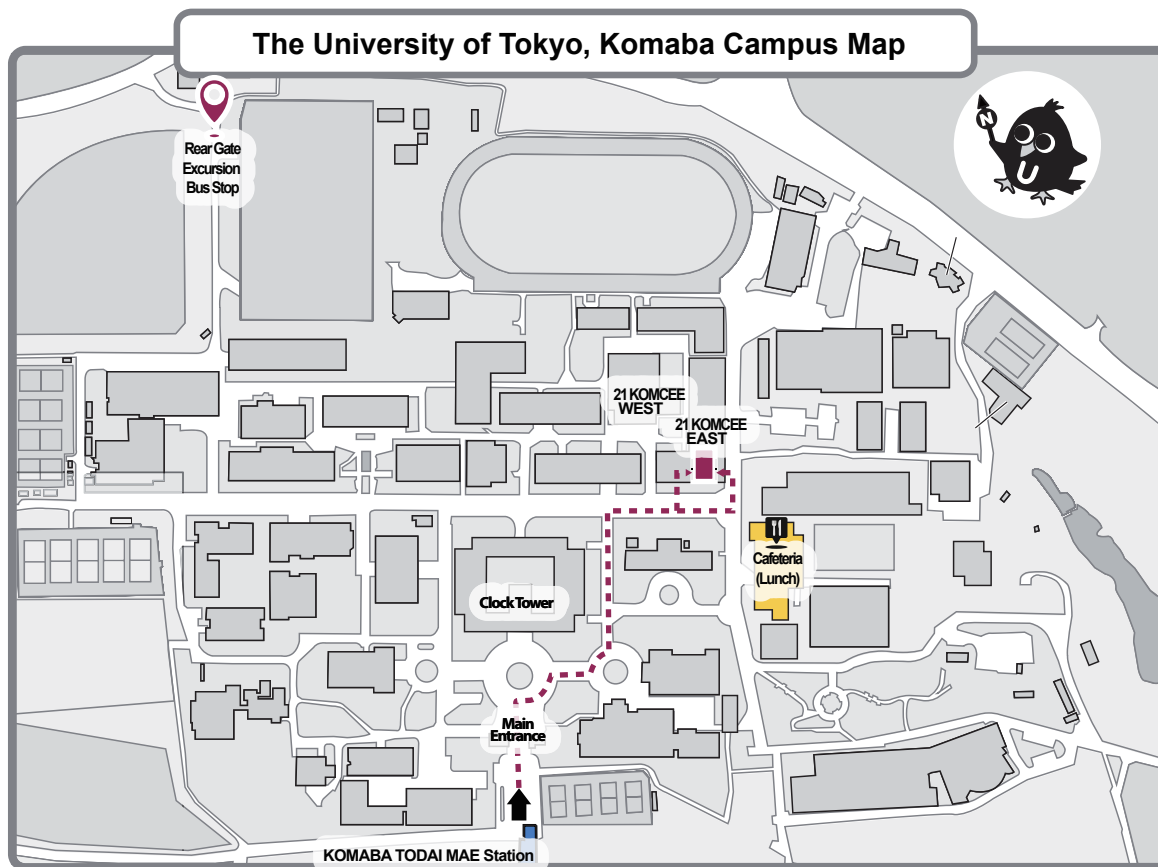 The University of Tokyo, Komaba Campus Map
N
U
Rear Gate
Excursion
Bus Stop
21 KOMCEE
WEST
21 KOMCEE
EAST
Cafeteria
(Lunch)
Clock Tower
Main
Entrance
KOMABA TODAI MAE Station